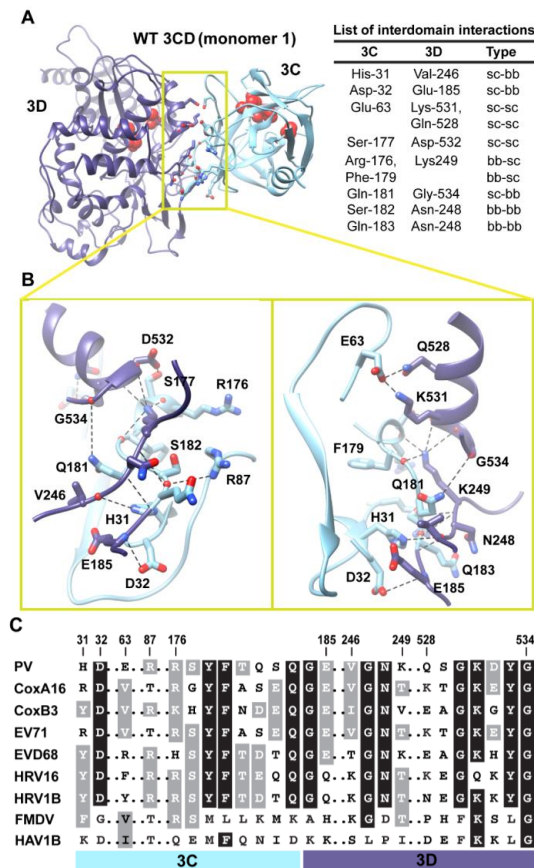 A
WT 3CD (monomer 1)
3D
3C
List of interdomain interactions
3C 3D Type
His-31 Val-246 sc-bb
Asp-32 Glu-185 sc-bb
Glu-63 Lys-531, sc-sc
Gln-528 sc-sc
Ser-177 Asp-532 sc-sc
Arg-176, Lys249 bb-sc
Phe-179 bb-sc
Gln-181 Gly-534 sc-bb
Ser-182 Asn-248 bb-bb
Gln-183 Asn-248 bb-bb
B
D532
S177
R176
G534
S182
Q181
R87
V246
H31
E185
D32
E63
Q528
K531
F179
G534
Q181
K249
H31
N248
D32
Q183
E185
C
31 32 63 87 176 185 246 249 528 534
PV H D..E..R..R S Y F T Q S Q G E..V G N K..Q S G K D Y G
CoxA16 R D..V..T..R G Y F A S E Q G E..V G N T..K T G K E Y G
CoxB3 Y D..V..R..K H Y F N D E Q G E..I G N V..E A G K G Y G
EV71 R D..V..T..R S Y F A S E Q G E..V G N T..K T G K D Y G
EVD68 Y D..R..R..H S Y F T D T Q G E..T G N K..E A G K H Y G
HRV16 Y D..F..R..R S Y F T E Q Q G Q..K G N T..K E G Q K Y G
HRV1B Y D..Y..R..R S Y F T D T Q G Q..K G N T..N E G K L Y G
FMDV F G..V..T..R S M L L K M K A H..K G D T..P H F K L Y G
HAV1B K S..I..T..Q E M F Q N I D K K..S L P I..D E F K K L G
3C 3D